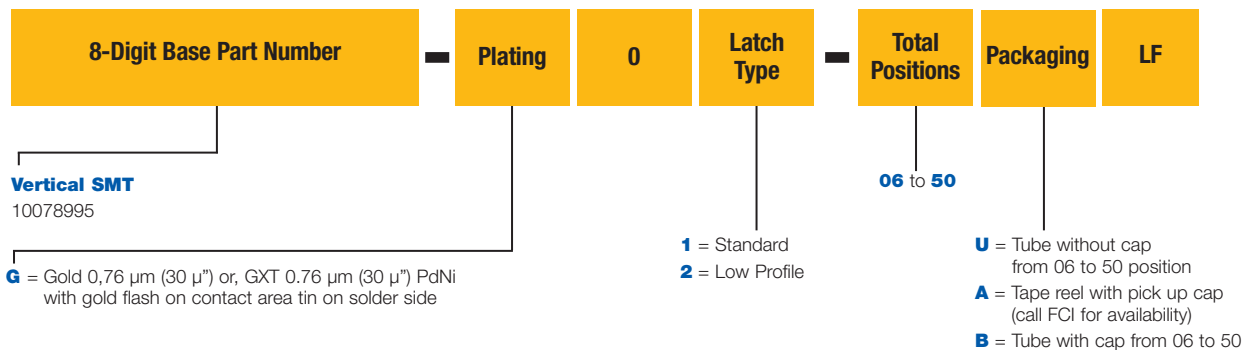 8-Digit Base Part Number - Plating 0 Latch Type - Total Positions Packaging LF
Vertical SMT
10078995
G = Gold 0,76 µm (30 µ”) or, GXT 0.76 µm (30 µ”) PdNi
with gold flash on contact area tin on solder side
1 = Standard
2 = Low Profile
06 to 50
U = Tube without cap
from 06 to 50 position
A = Tape reel with pick up cap
(call FCI for availability)
B = Tube with cap from 06 to 50